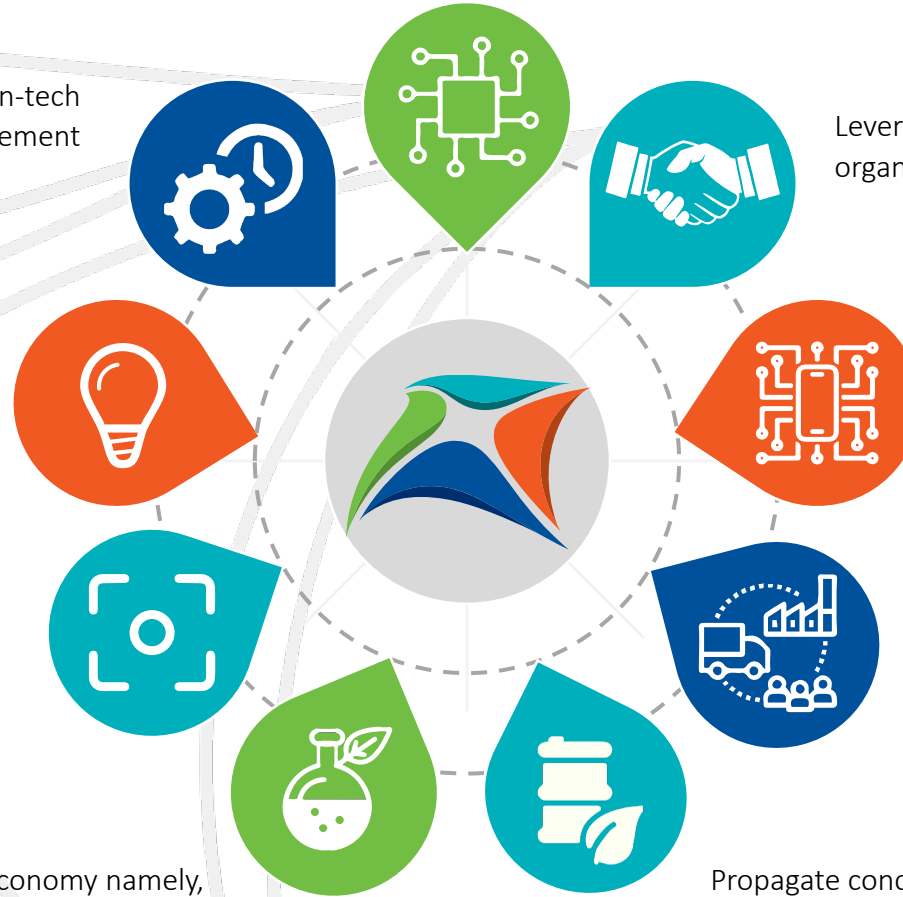 n-tech
ement
Lever
organ
conomy namely,
Propagate conc